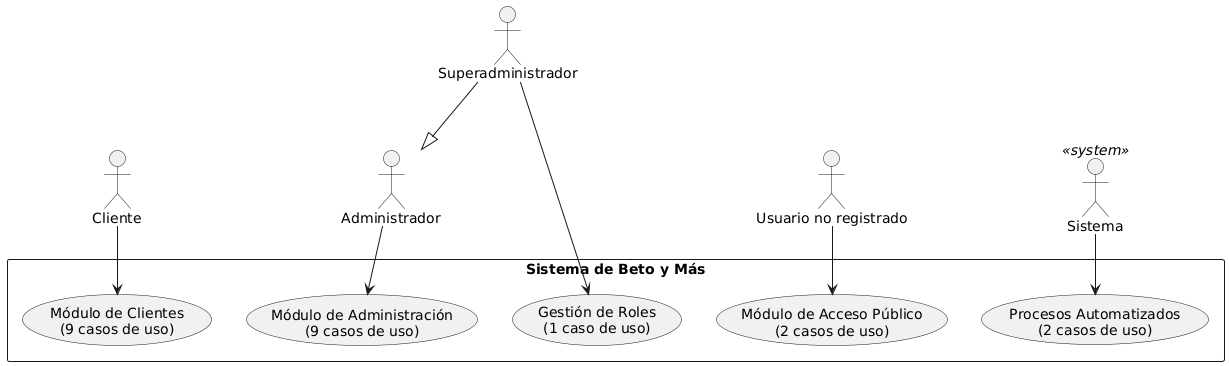 Superadministrador
«system»
Cliente
Administrador
Usuario no registrado
Sistema
Sistema de Beto y Más
Módulo de Clientes
(9 casos de uso)
Módulo de Administración
(9 casos de uso)
Gestión de Roles
(1 caso de uso)
Módulo de Acceso Público
(2 casos de uso)
Procesos Automatizados
(2 casos de uso)